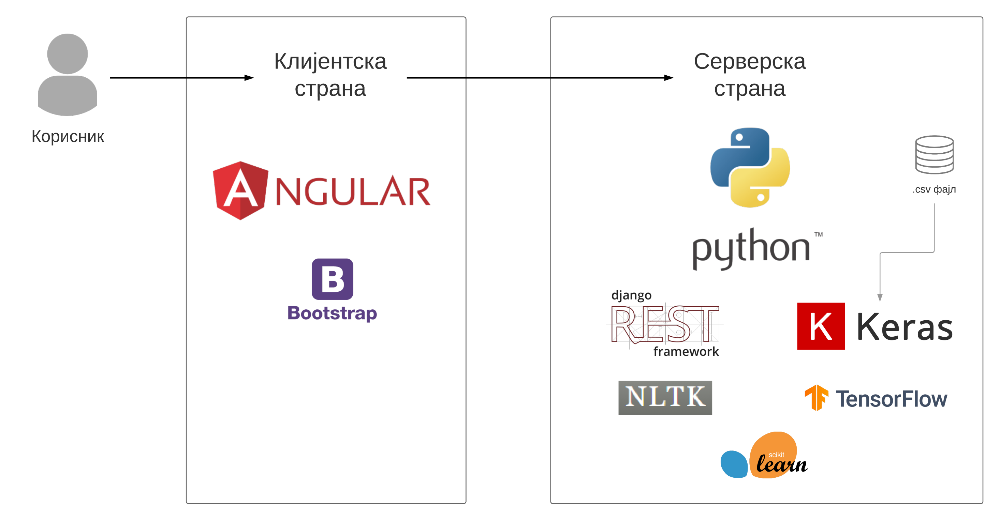 Корисник
Клијентска
страна
ANGULAR
B
Bootstrap
Серверска
страна
python™
.csv фајл
django
REST
framework
K Keras
NLTK
TensorFlow
scikit
learn